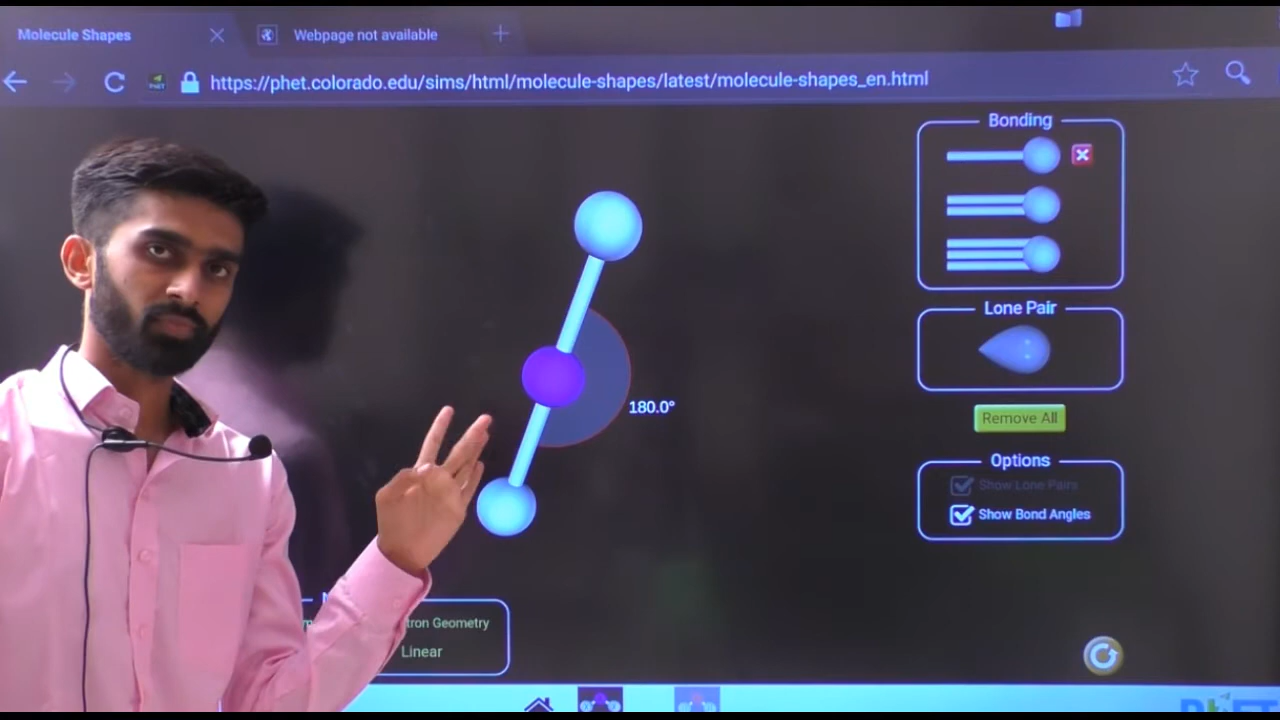 Molecule Shapes
Webpage not available
https://phet.colorado.edu/sims/html/molecule-shapes/latest/molecule-shapes_en.html
Bonding
Lone Pair
180.0°
Remove All
Options
Show Lone Pairs
Show Bond Angles
tron Geometry
Linear